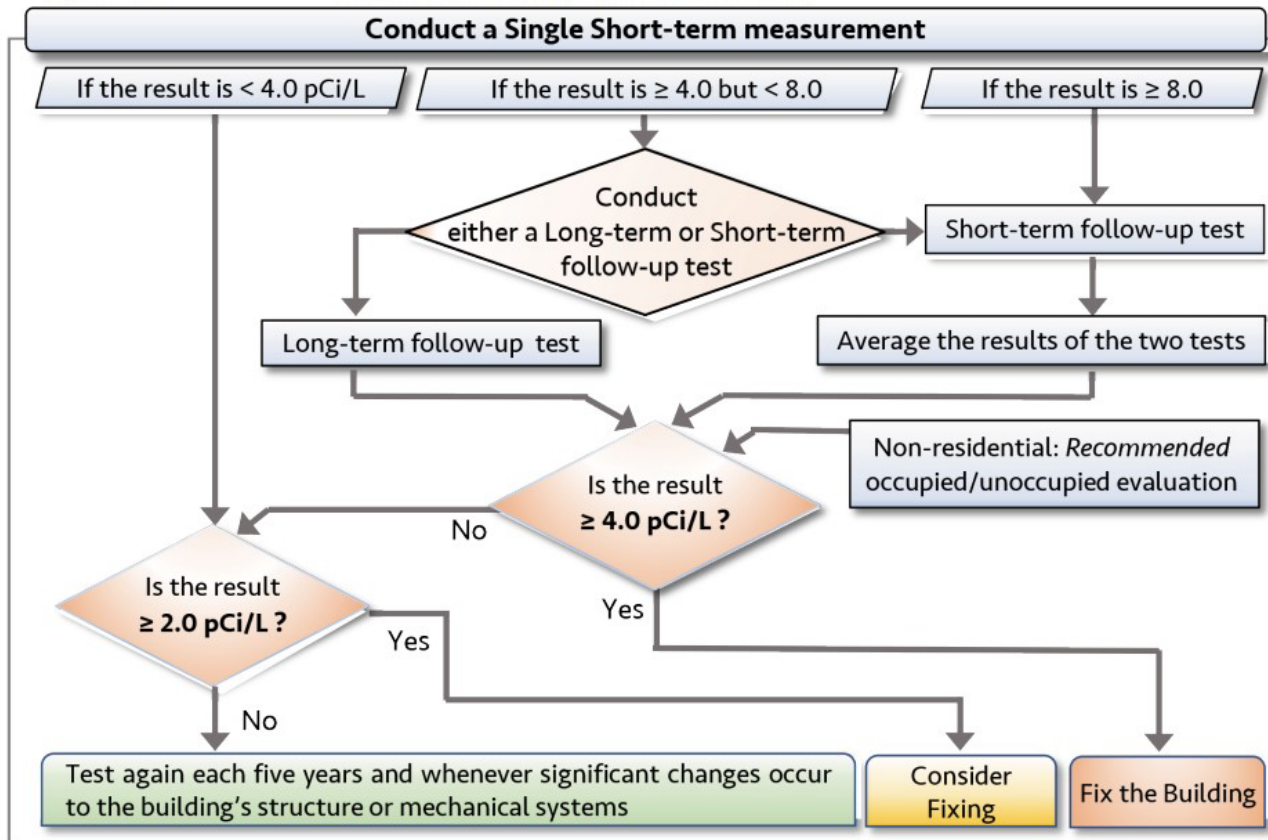 Conduct a Single Short-term measurement
If the result is < 4.0 pCi/L
If the result is ≥ 4.0 but < 8.0
If the result is ≥ 8.0
Conduct
either a Long-term or Short-term
follow-up test
Short-term follow-up test
Long-term follow-up test
Average the results of the two tests
Non-residential: Recommended
occupied/unoccupied evaluation
Is the result
≥ 4.0 pCi/L ?
No
Yes
Is the result
≥ 2.0 pCi/L ?
Yes
No
Test again each five years and whenever significant changes occur
to the building’s structure or mechanical systems
Consider
Fixing
Fix the Building